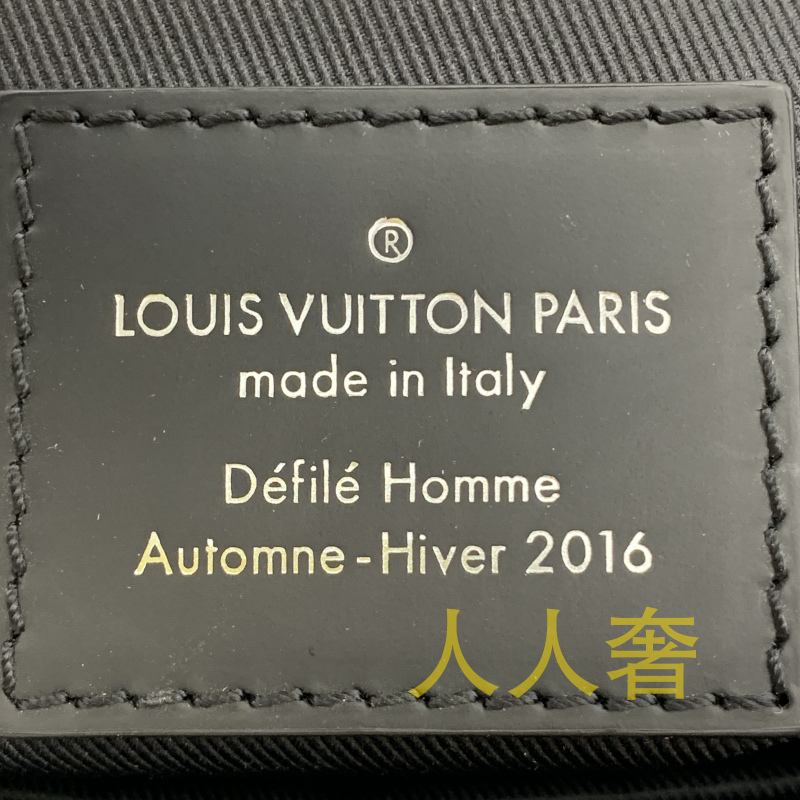 ®
LOUIS VUITTON PARIS
made in Italy
Défilé Homme
Automne-Hiver 2016
人人奢